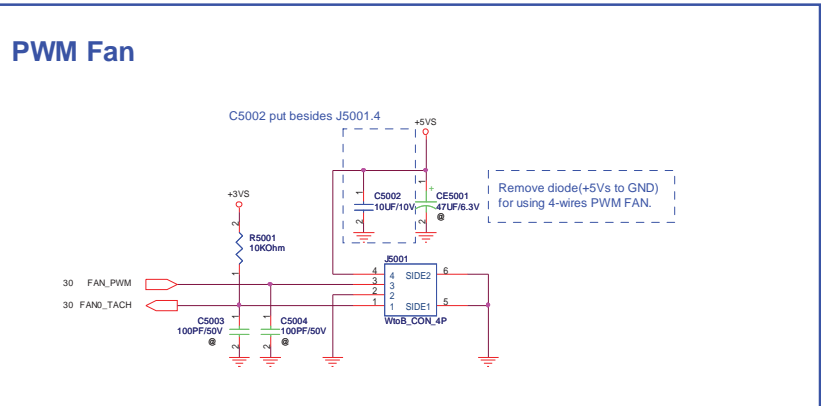 PWM Fan
C5002 put besides J5001.4
+5VS
Remove diode(+5Vs to GND)
for using 4-wires PWM FAN.
+3VS
1
1
+
C5002
10UF/10V
2
CE5001
47UF/6.3V
@
2
2
R5001
10KOhm
1
J5001
4
3
2
1
4
3
2
1
SIDE2
SIDE1
6
5
WtoB_CON_4P
30 FAN_PWM
30 FAN0_TACH
1
1
C5003
100PF/50V
@
2
C5004
100PF/50V
@
2